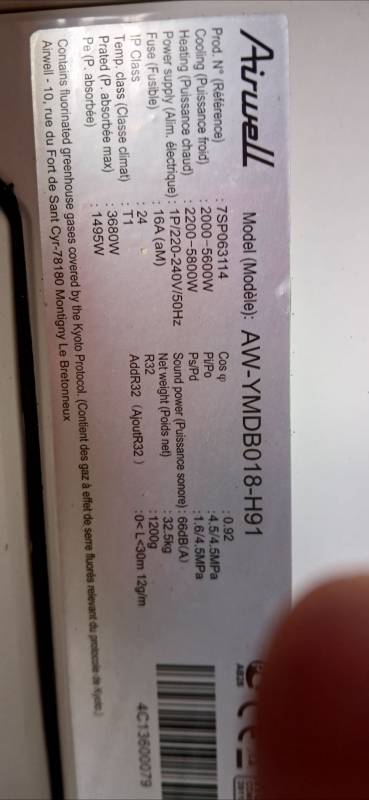 Airwell
Model (Modèle): AW-YMDB018-H91
Prod. N° (Référence) : 7SP063114
Cooling (Puissance froid) : 2000–5600W
Heating (Puissance chaud) : 2200–5800W
Power supply (Alim. électrique) : 1P/220-240V/50Hz
Fuse (Fusible) : 16A (aM)
IP Class : 24
Temp. class (Classe climat) : T1
Prated (P. absorbée max) : 3680W
Pe (P. absorbée) : 1495W
Cos φ : 0.92
Pi/Po : 4.5/4.5MPa
Ps/Pd : 1.6/4.5MPa
Sound power (Puissance sonore) : 66dB(A)
Net weight (Poids net) : 32.5kg
R32 : 1200g
AddR32 (AjoutR32 ) : 0< L<30m 12g/m
Contains fluorinated greenhouse gases covered by the Kyoto Protocol. (Contient des gaz à effet de serre fluorés relevant du protocole de Kyoto.)
Airwell - 10, rue du Fort de Sant Cyr-78180 Montigny Le Bretonneux
4C13600079
CE